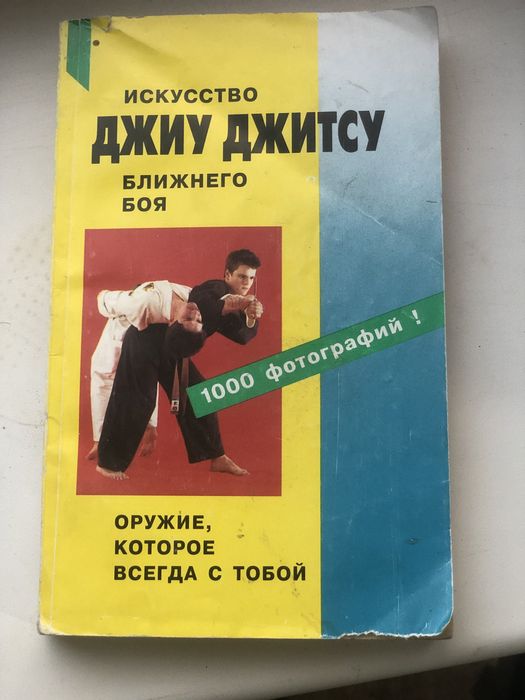 ИСКУССТВО
ДЖИУ ДЖИТСУ
БЛИЖНЕГО
БОЯ
1000 фотографий !
ОРУЖИЕ,
КОТОРОЕ
ВСЕГДА С ТОБОЙ